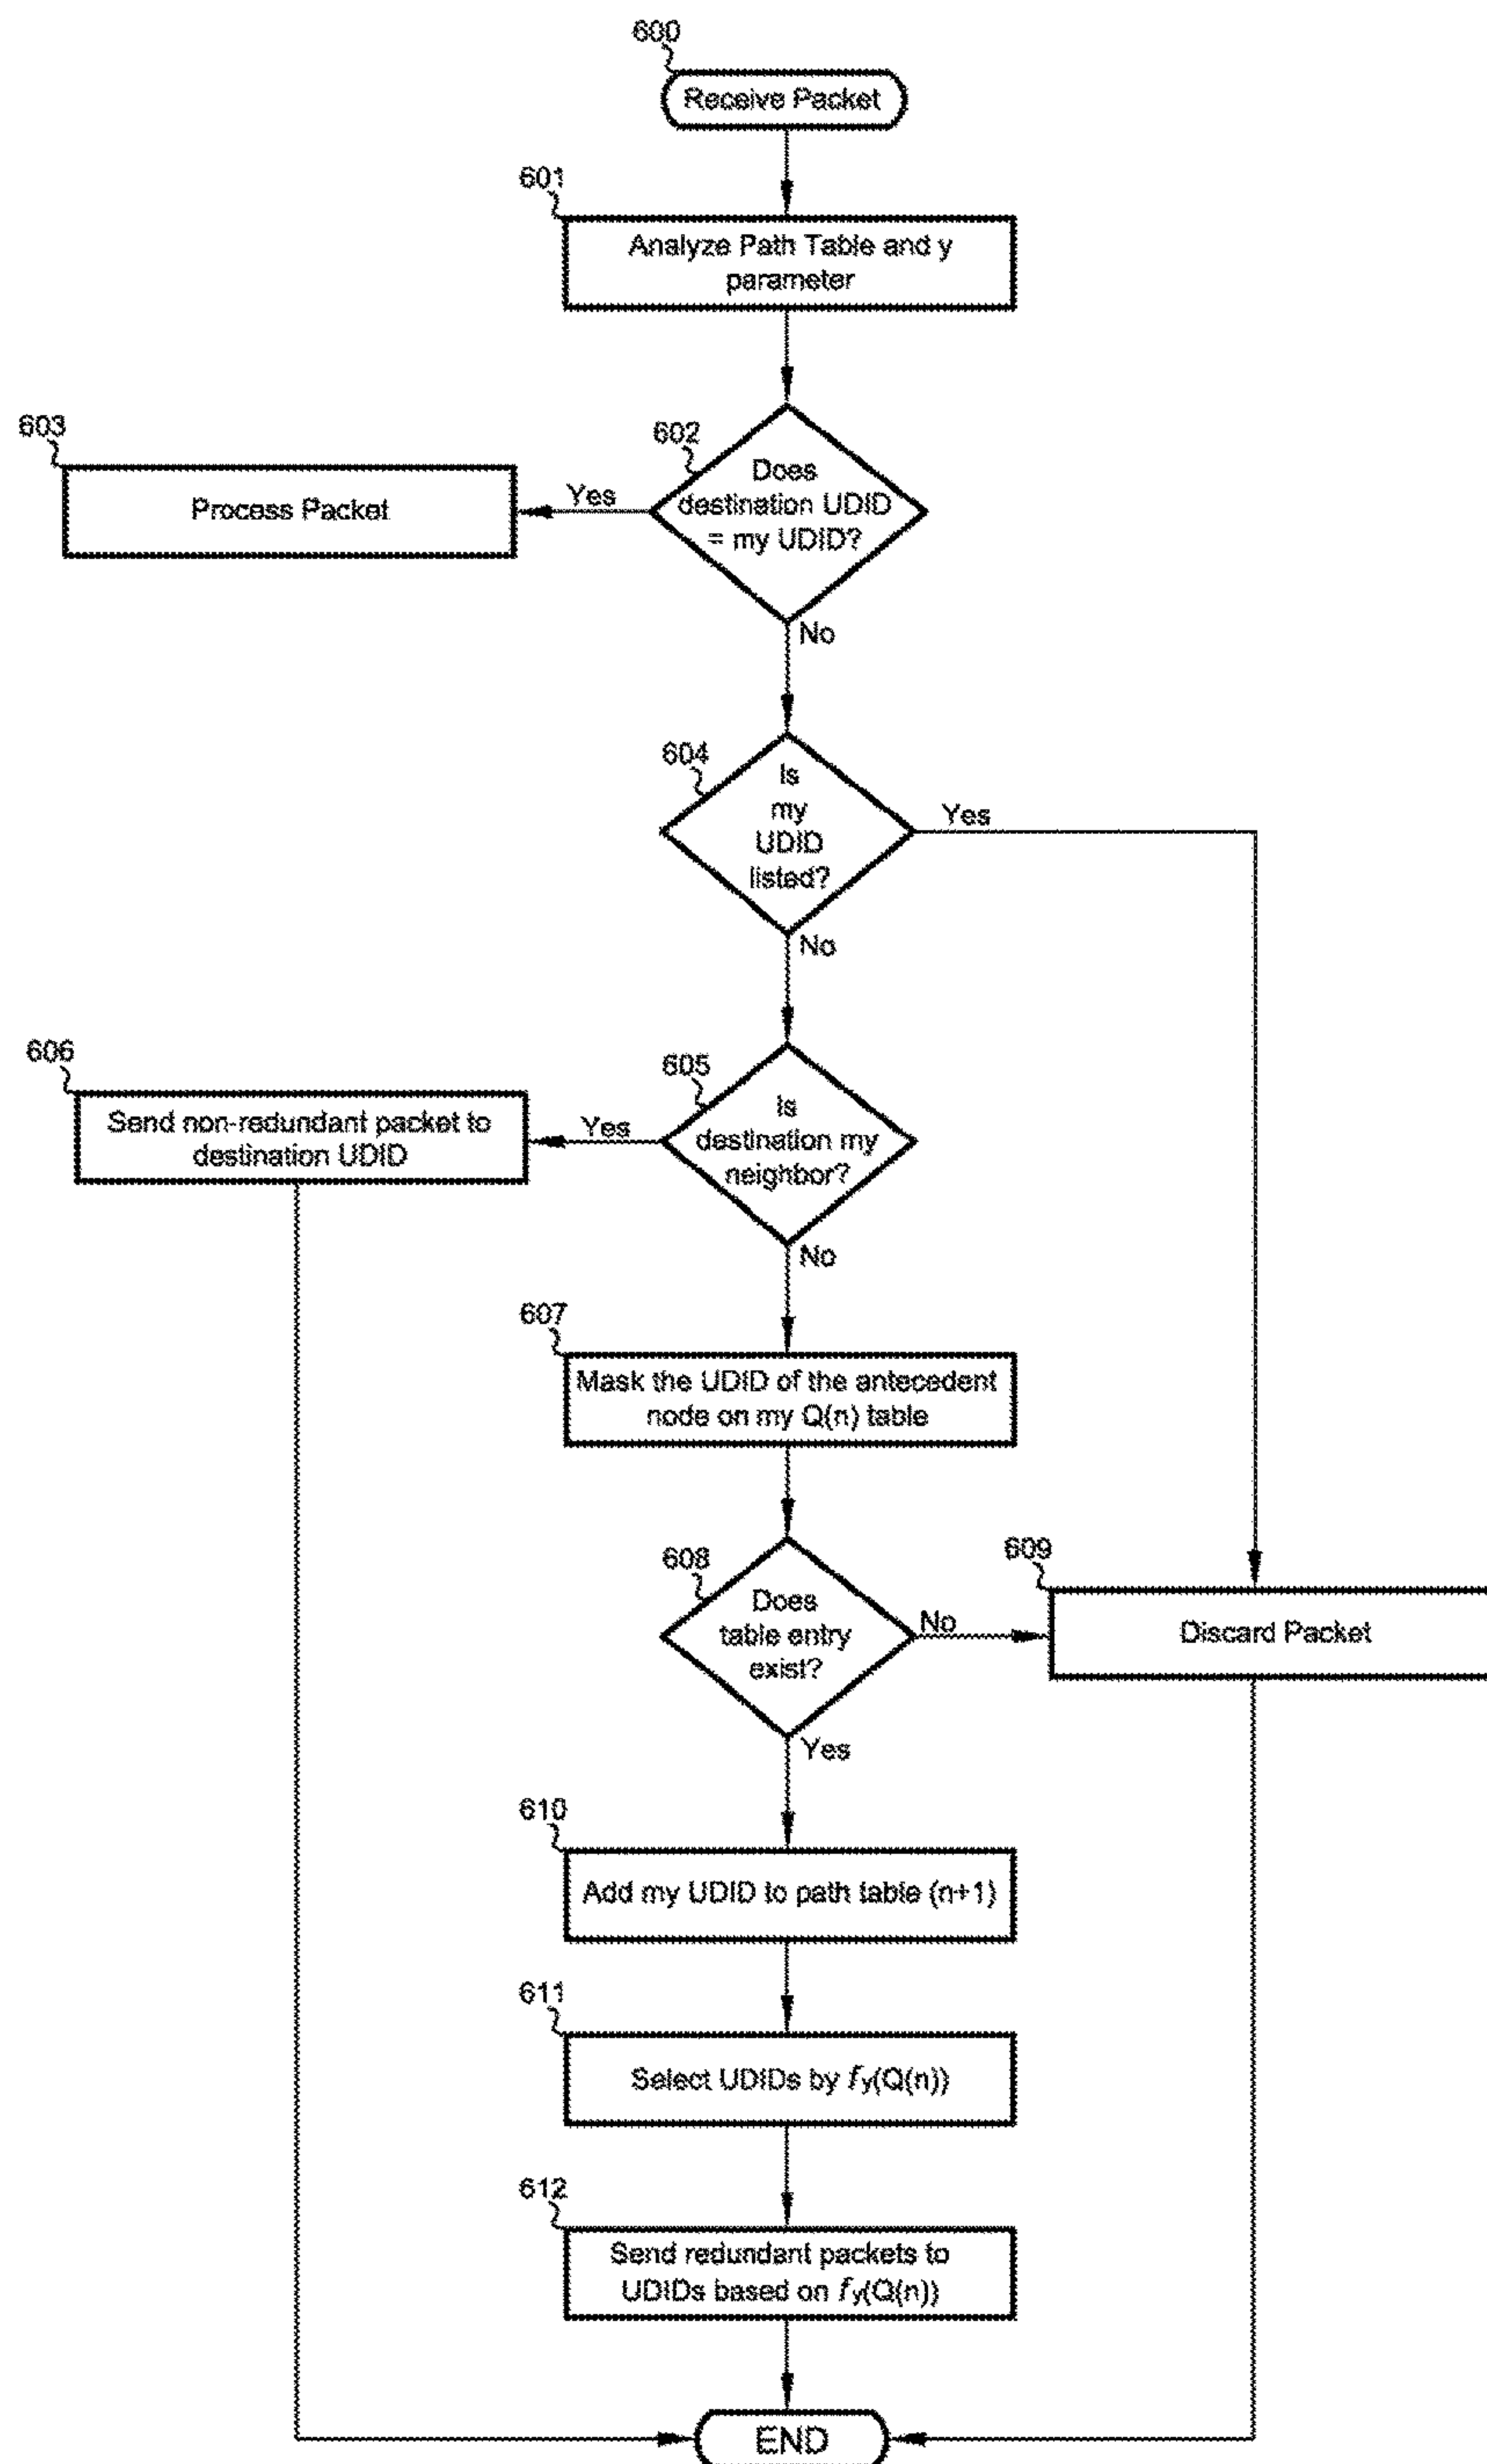 600
Receive Packet
601
Analyze Path Table and y
parameter
602
Does
destination UDID
= my UDID?
Yes
603
Process Packet
No
604
Is
my
UDID
listed?
Yes
No
605
Is
destination my
neighbor?
Yes
606
Send non-redundant packet to
destination UDID
No
607
Mask the UDID of the antecedent
node on my Q(n) table
608
Does
table entry
exist?
No
609
Discard Packet
Yes
610
Add my UDID to path table (n+1)
611
Select UDIDs by fy(Q(n))
612
Send redundant packets to
UDIDs based on fy(Q(n))
END